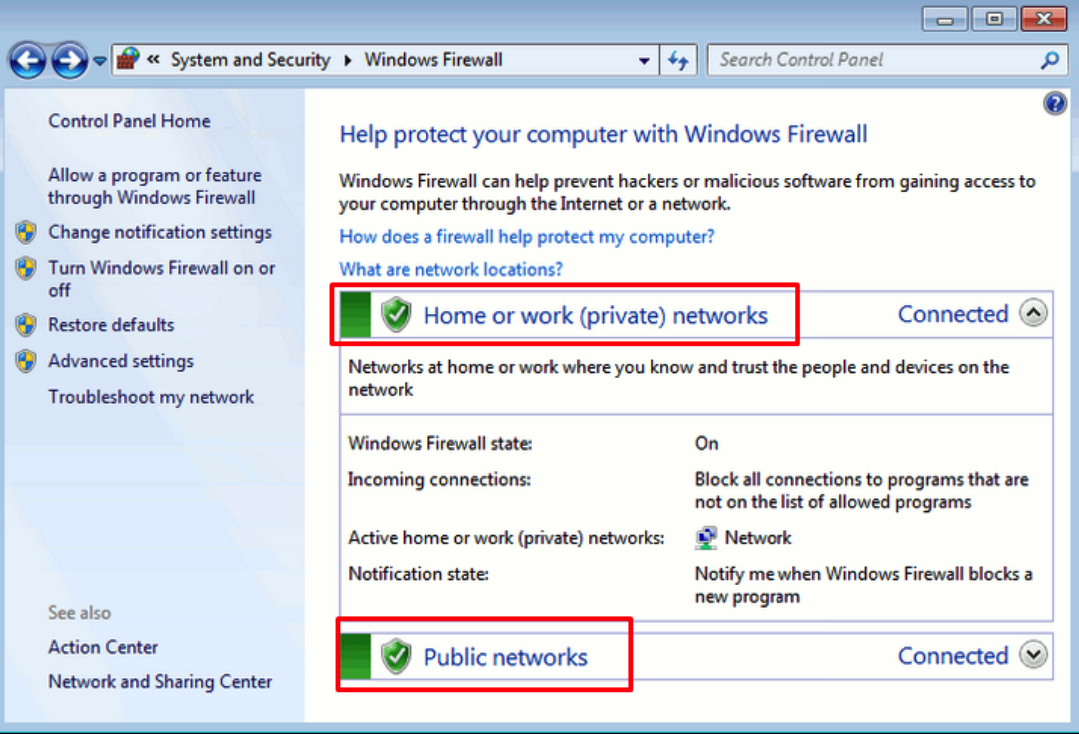 « System and Security ▸ Windows Firewall
Search Control Panel
Control Panel Home
Allow a program or feature
through Windows Firewall
Change notification settings
Turn Windows Firewall on or
off
Restore defaults
Advanced settings
Troubleshoot my network
See also
Action Center
Network and Sharing Center
Help protect your computer with Windows Firewall
Windows Firewall can help prevent hackers or malicious software from gaining access to
your computer through the Internet or a network.
How does a firewall help protect my computer?
What are network locations?
Home or work (private) networks Connected
Networks at home or work where you know and trust the people and devices on the
network
Windows Firewall state: On
Incoming connections: Block all connections to programs that are
not on the list of allowed programs
Active home or work (private) networks: Network
Notification state: Notify me when Windows Firewall blocks a
new program
Public networks Connected